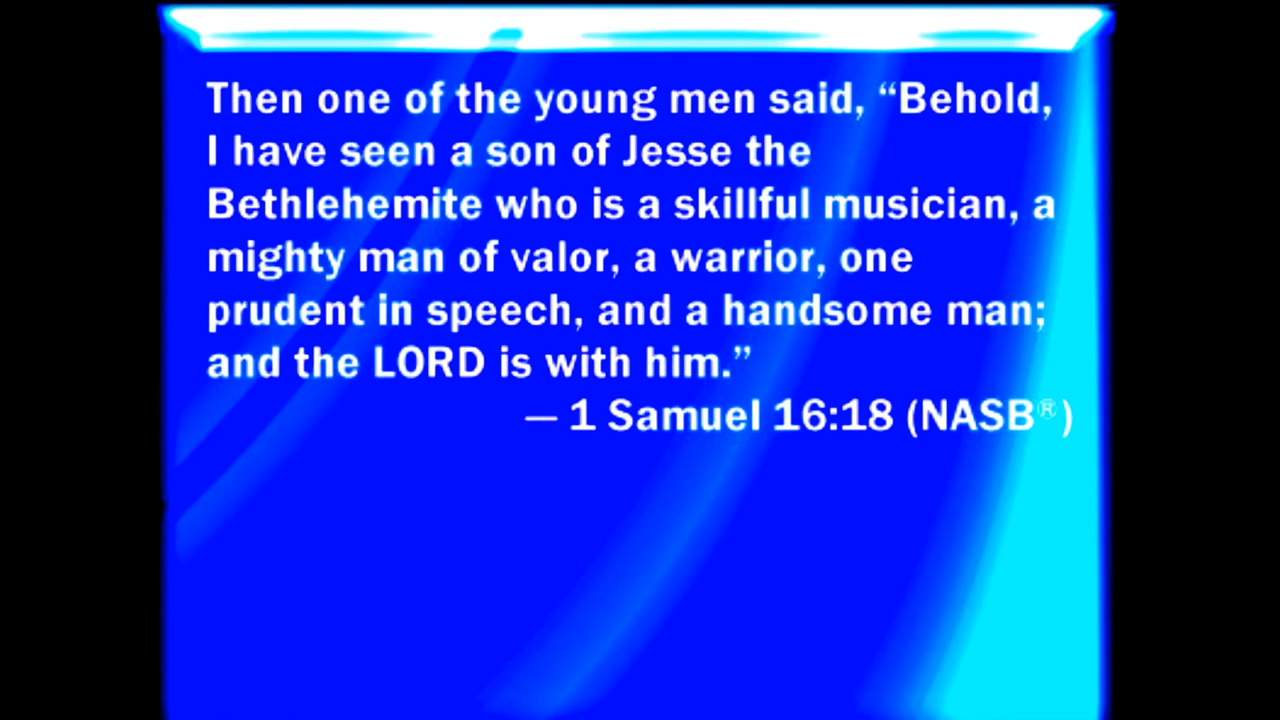 Then one of the young men said, “Behold,
I have seen a son of Jesse the
Bethlehemite who is a skillful musician, a
mighty man of valor, a warrior, one
prudent in speech, and a handsome man;
and the LORD is with him.”
— 1 Samuel 16:18 (NASB®)